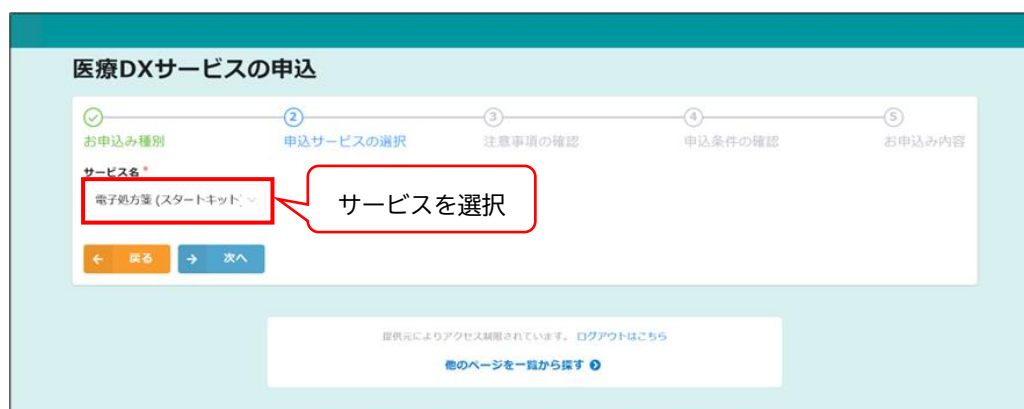 医療DXサービスの申込
2
3
4
5
お申込み種別
申込サービスの選択
注意事項の確認
申込条件の確認
お申込み内容
サービス名 *
電子処方箋 (スタートキット)
サービスを選択
← 戻る
→ 次へ
提供元によりアクセス制限されています。 ログアウトはこちら
他のページを一覧から探す